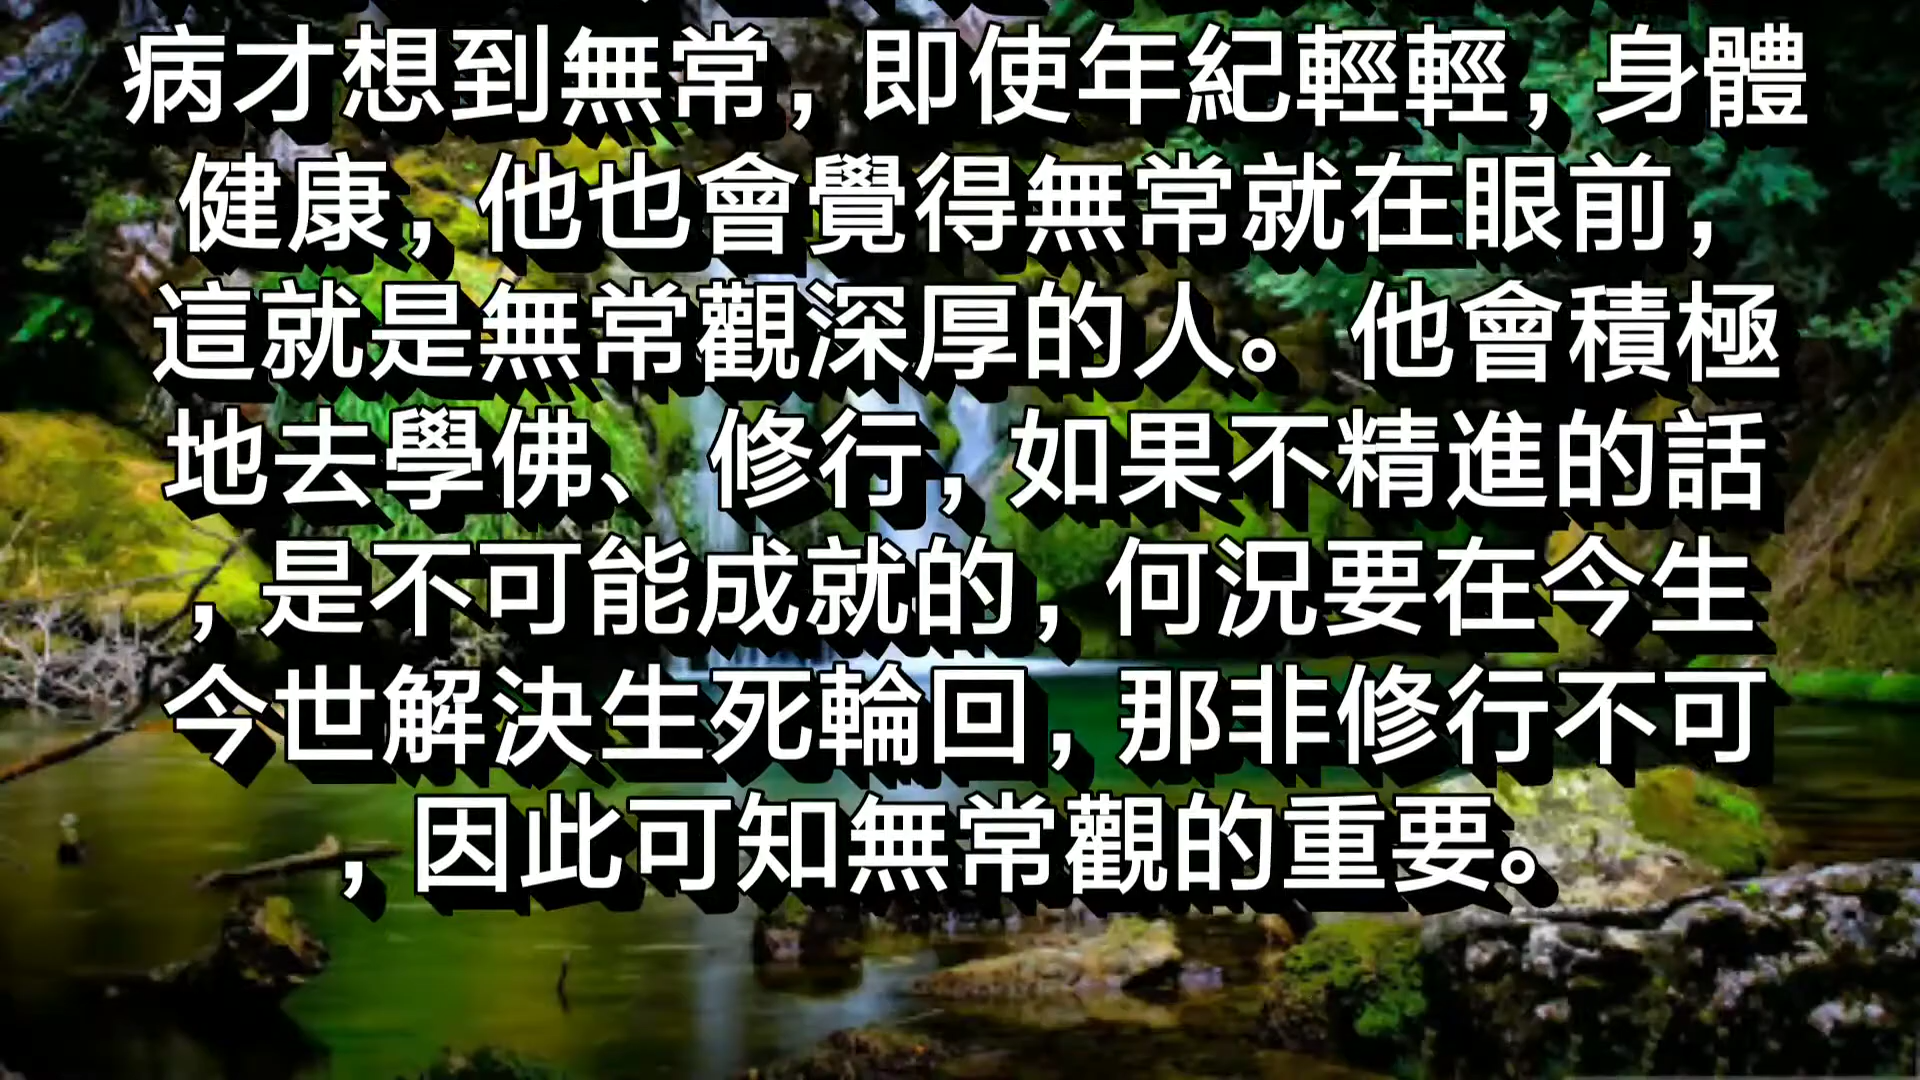 病才想到無常，即使年紀輕輕，身體
健康，他也會覺得無常就在眼前，
這就是無常觀深厚的人。他會積極
地去學佛、修行，如果不精進的話
，是不可能成就的，何況要在今生
今世解決生死輪回，那非修行不可
，因此可知無常觀的重要。